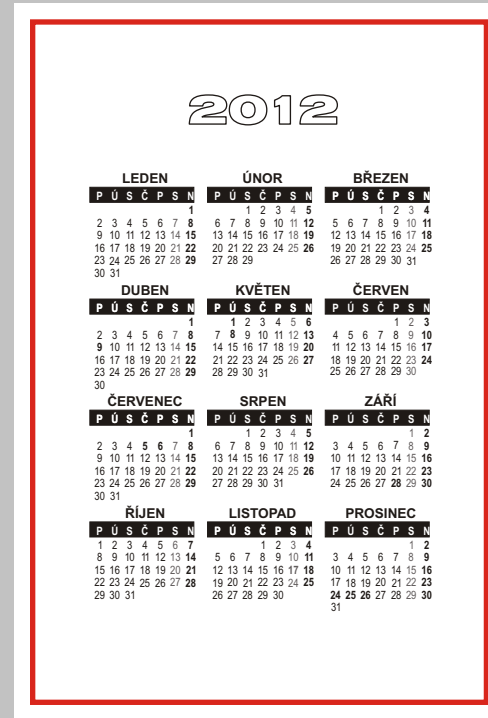 2012
LEDEN
P Ú S Č P S N
1
2 3 4 5 6 7 8
9 10 11 12 13 14 15
16 17 18 19 20 21 22
23 24 25 26 27 28 29
30 31
ÚNOR
P Ú S Č P S N
1 2 3 4 5
6 7 8 9 10 11 12
13 14 15 16 17 18 19
20 21 22 23 24 25 26
27 28 29
BŘEZEN
P Ú S Č P S N
1 2 3 4
5 6 7 8 9 10 11
12 13 14 15 16 17 18
19 20 21 22 23 24 25
26 27 28 29 30 31
DUBEN
P Ú S Č P S N
1
2 3 4 5 6 7 8
9 10 11 12 13 14 15
16 17 18 19 20 21 22
23 24 25 26 27 28 29
30
KVĚTEN
P Ú S Č P S N
1 2 3 4 5 6
7 8 9 10 11 12 13
14 15 16 17 18 19 20
21 22 23 24 25 26 27
28 29 30 31
ČERVEN
P Ú S Č P S N
1 2 3
4 5 6 7 8 9 10
11 12 13 14 15 16 17
18 19 20 21 22 23 24
25 26 27 28 29 30
ČERVENEC
P Ú S Č P S N
1
2 3 4 5 6 7 8
9 10 11 12 13 14 15
16 17 18 19 20 21 22
23 24 25 26 27 28 29
30 31
SRPEN
P Ú S Č P S N
1 2 3 4 5
6 7 8 9 10 11 12
13 14 15 16 17 18 19
20 21 22 23 24 25 26
27 28 29 30 31
ZÁŘÍ
P Ú S Č P S N
1 2
3 4 5 6 7 8 9
10 11 12 13 14 15 16
17 18 19 20 21 22 23
24 25 26 27 28 29 30
ŘÍJEN
P Ú S Č P S N
1 2 3 4 5 6 7
8 9 10 11 12 13 14
15 16 17 18 19 20 21
22 23 24 25 26 27 28
29 30 31
LISTOPAD
P Ú S Č P S N
1 2 3 4
5 6 7 8 9 10 11
12 13 14 15 16 17 18
19 20 21 22 23 24 25
26 27 28 29 30
PROSINEC
P Ú S Č P S N
1 2
3 4 5 6 7 8 9
10 11 12 13 14 15 16
17 18 19 20 21 22 23
24 25 26 27 28 29 30
31